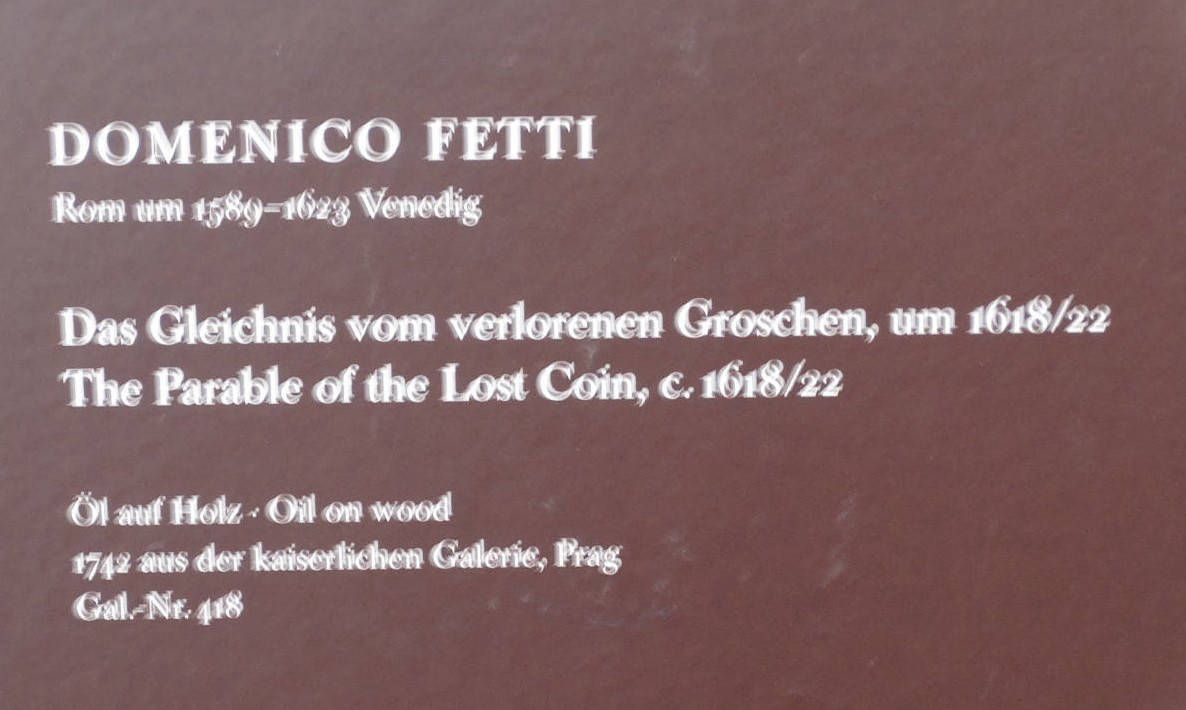 DOMENICO FETTI
Rom um 1589–1623 Venedig
Das Gleichnis vom verlorenen Groschen, um 1618/22
The Parable of the Lost Coin, c. 1618/22
Öl auf Holz · Oil on wood
1742 aus der kaiserlichen Galerie, Prag
Gal.-Nr. 418